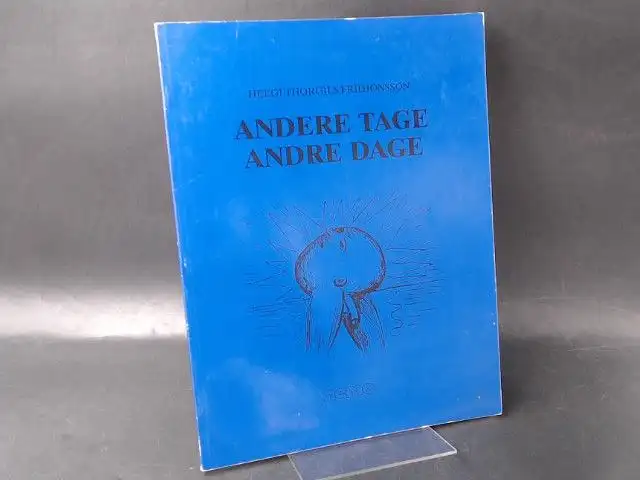 HELGI THORGILS FRIDJONSSON
ANDERE TAGE
ANDRE DAGE